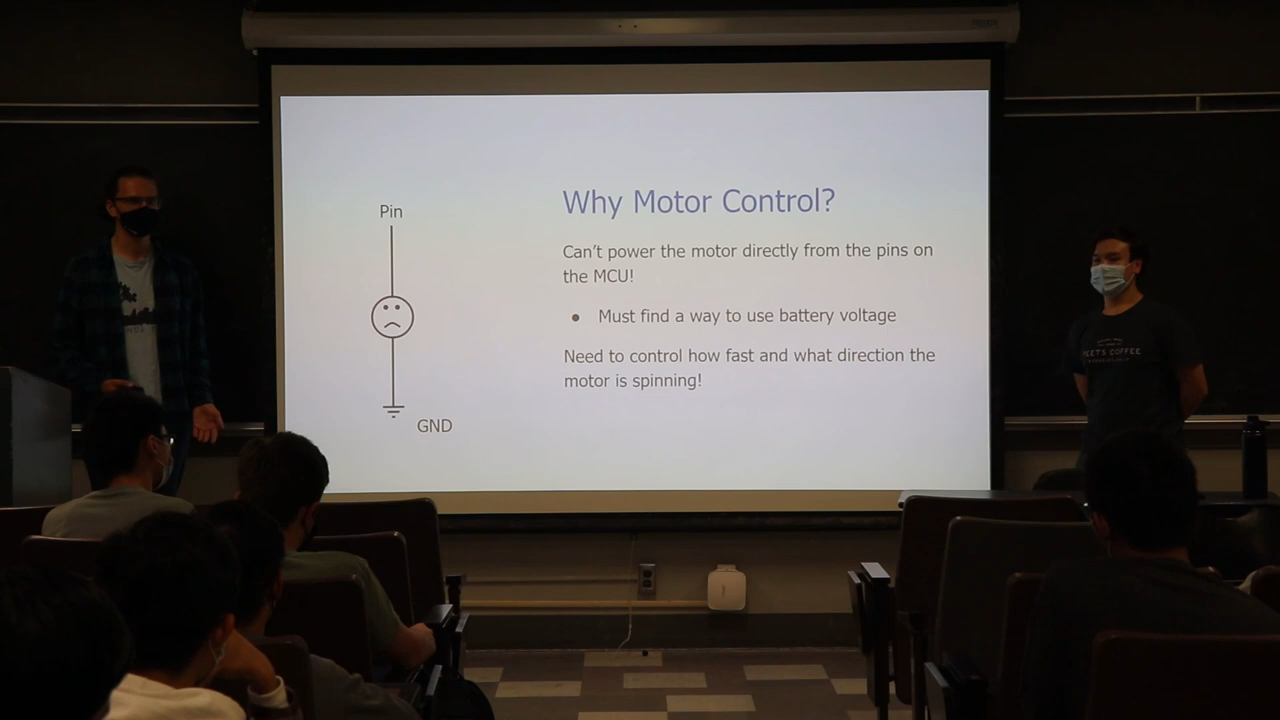 Why Motor Control?
Pin
Can't power the motor directly from the pins on
the MCU!
● Must find a way to use battery voltage
Need to control how fast and what direction the
motor is spinning!
GND
COFFEE